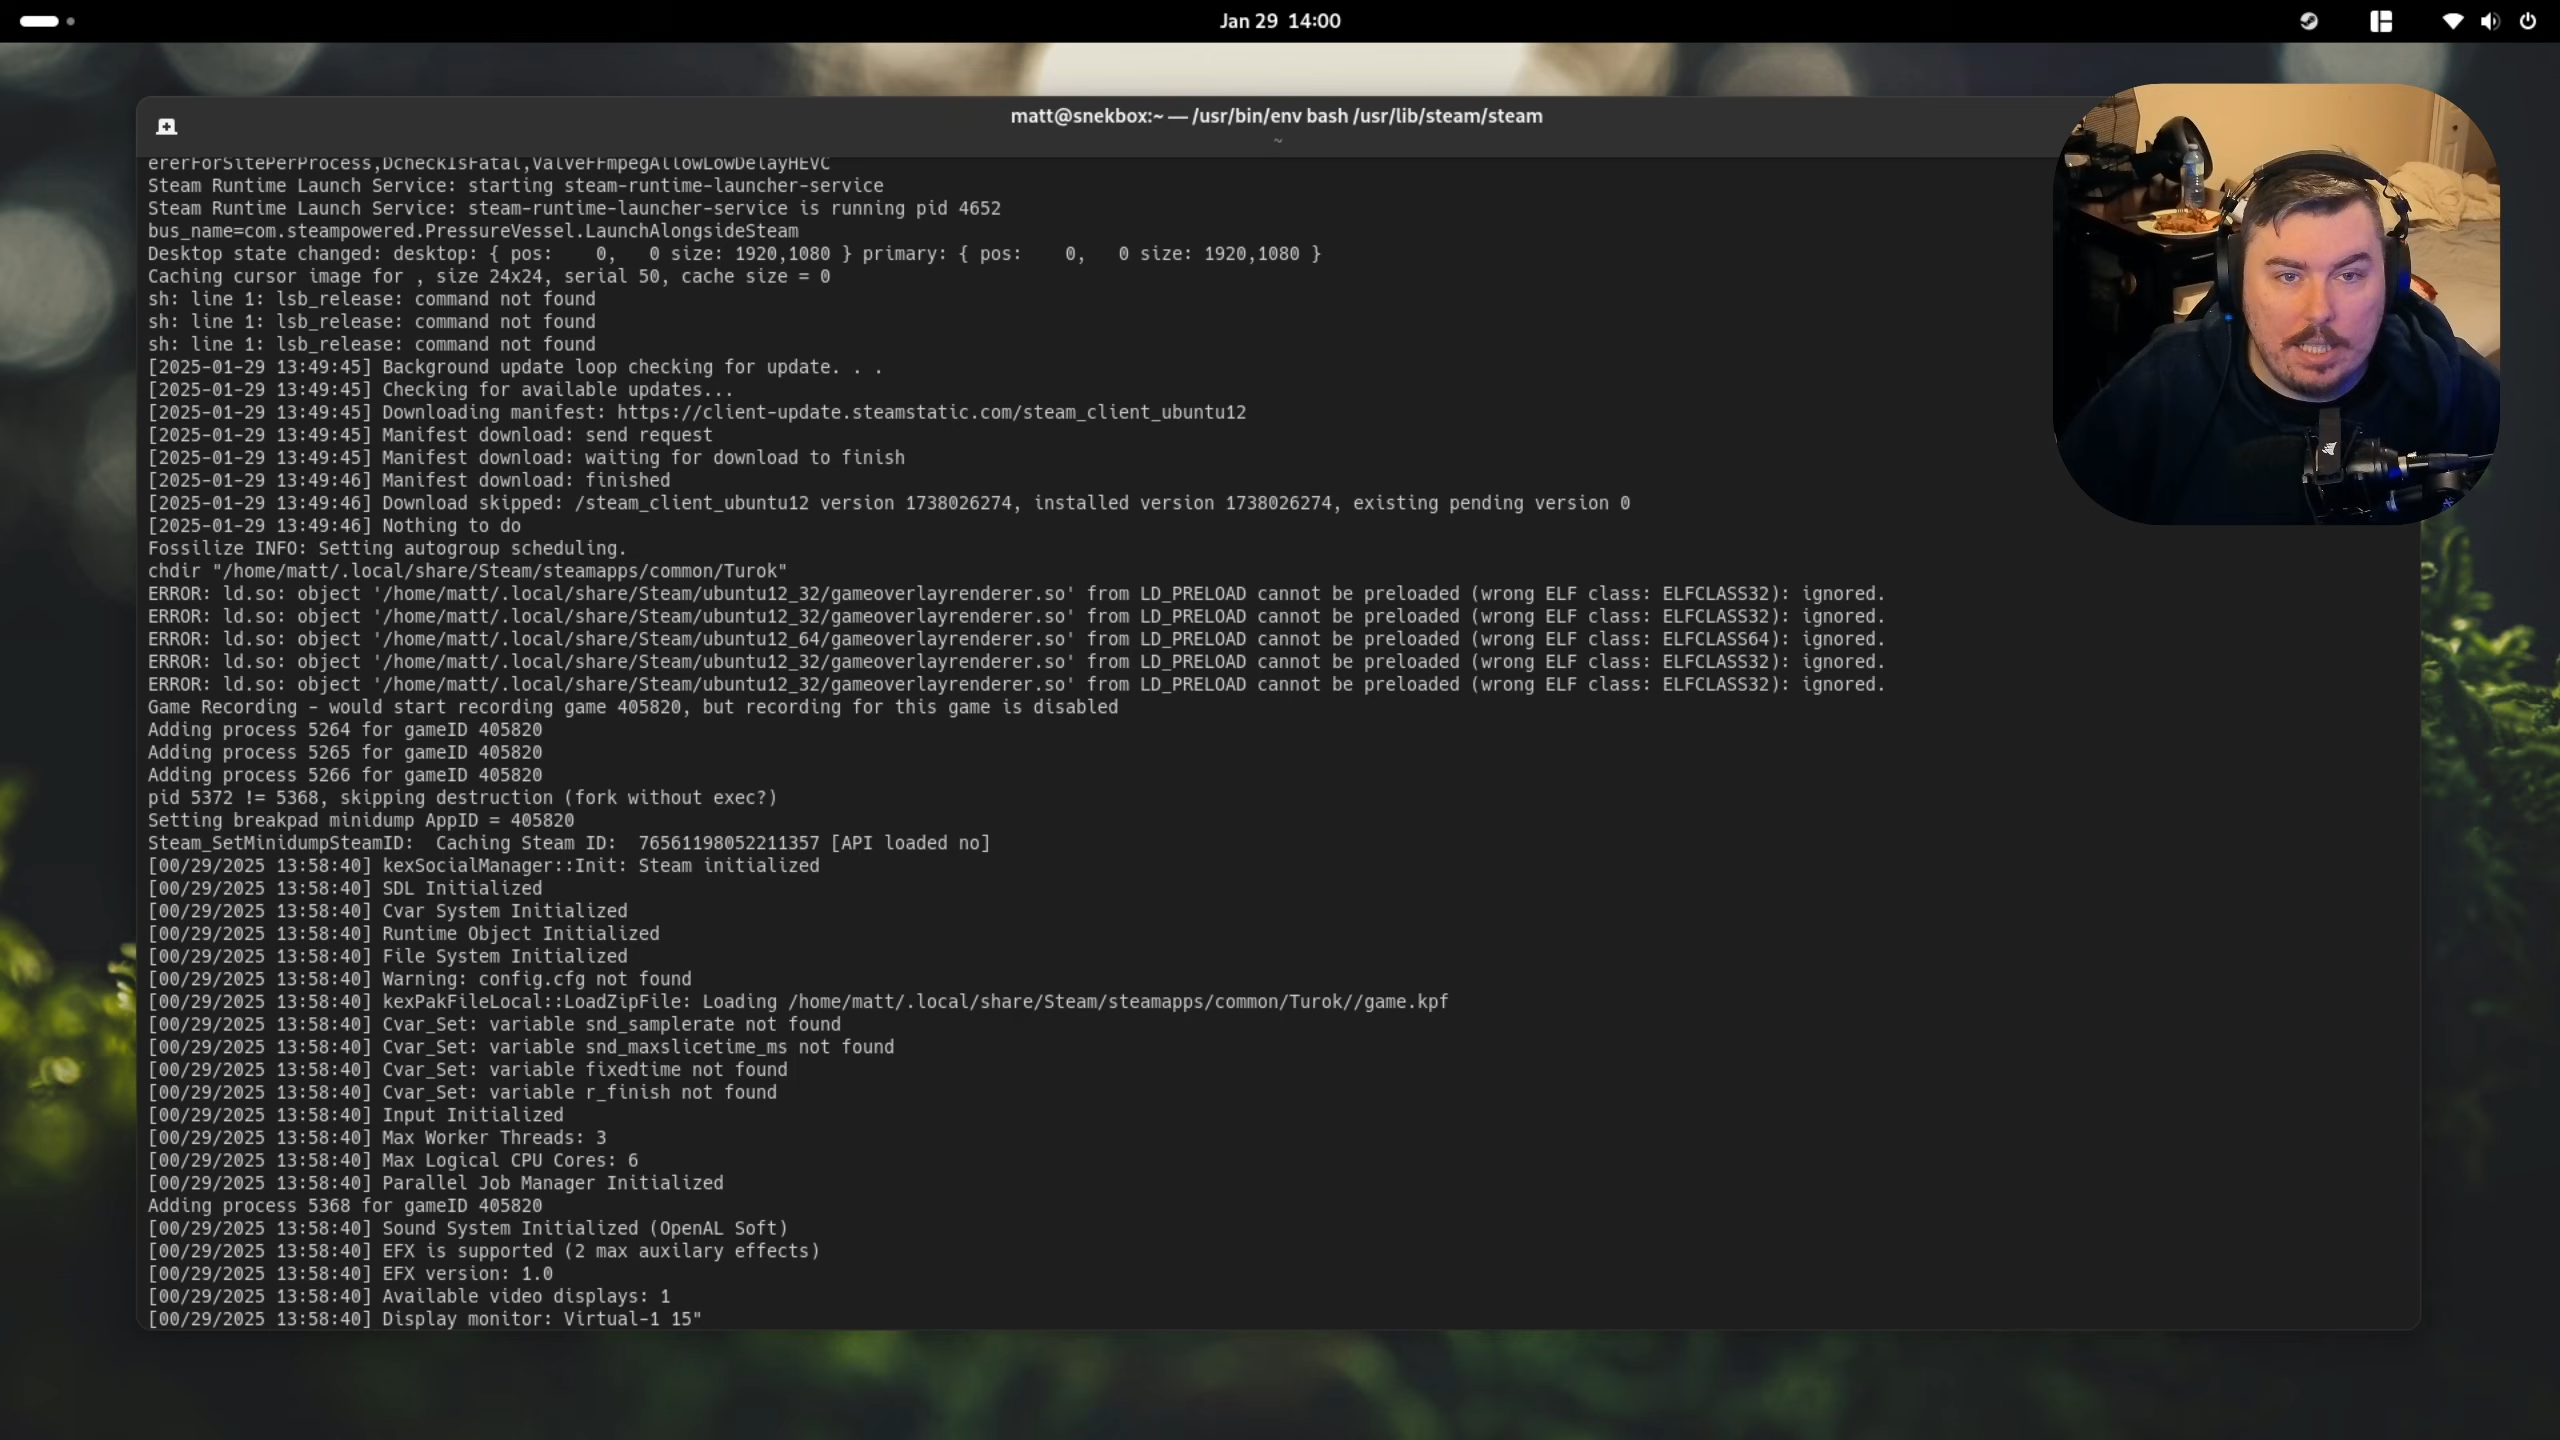 Jan 29 14:00
matt@snekbox:~ — /usr/bin/env bash /usr/lib/steam/steam
~
ererForSitePerProcess,DcheckIsFatal,ValveFFmpegAllowLowDelayHEVC
Steam Runtime Launch Service: starting steam-runtime-launcher-service
Steam Runtime Launch Service: steam-runtime-launcher-service is running pid 4652
bus_name=com.steampowered.PressureVessel.LaunchAlongsideSteam
Desktop state changed: desktop: { pos:    0,   0 size: 1920,1080 } primary: { pos:    0,   0 size: 1920,1080 }
Caching cursor image for , size 24x24, serial 50, cache size = 0
sh: line 1: lsb_release: command not found
sh: line 1: lsb_release: command not found
sh: line 1: lsb_release: command not found
[2025-01-29 13:49:45] Background update loop checking for update. . .
[2025-01-29 13:49:45] Checking for available updates...
[2025-01-29 13:49:45] Downloading manifest: https://client-update.steamstatic.com/steam_client_ubuntu12
[2025-01-29 13:49:45] Manifest download: send request
[2025-01-29 13:49:45] Manifest download: waiting for download to finish
[2025-01-29 13:49:46] Manifest download: finished
[2025-01-29 13:49:46] Download skipped: /steam_client_ubuntu12 version 1738026274, installed version 1738026274, existing pending version 0
[2025-01-29 13:49:46] Nothing to do
Fossilize INFO: Setting autogroup scheduling.
chdir "/home/matt/.local/share/Steam/steamapps/common/Turok"
ERROR: ld.so: object '/home/matt/.local/share/Steam/ubuntu12_32/gameoverlayrenderer.so' from LD_PRELOAD cannot be preloaded (wrong ELF class: ELFCLASS32): ignored.
ERROR: ld.so: object '/home/matt/.local/share/Steam/ubuntu12_32/gameoverlayrenderer.so' from LD_PRELOAD cannot be preloaded (wrong ELF class: ELFCLASS32): ignored.
ERROR: ld.so: object '/home/matt/.local/share/Steam/ubuntu12_64/gameoverlayrenderer.so' from LD_PRELOAD cannot be preloaded (wrong ELF class: ELFCLASS64): ignored.
ERROR: ld.so: object '/home/matt/.local/share/Steam/ubuntu12_32/gameoverlayrenderer.so' from LD_PRELOAD cannot be preloaded (wrong ELF class: ELFCLASS32): ignored.
ERROR: ld.so: object '/home/matt/.local/share/Steam/ubuntu12_32/gameoverlayrenderer.so' from LD_PRELOAD cannot be preloaded (wrong ELF class: ELFCLASS32): ignored.
Game Recording - would start recording game 405820, but recording for this game is disabled
Adding process 5264 for gameID 405820
Adding process 5265 for gameID 405820
Adding process 5266 for gameID 405820
pid 5372 != 5368, skipping destruction (fork without exec?)
Setting breakpad minidump AppID = 405820
Steam_SetMinidumpSteamID:  Caching Steam ID:  76561198052211357 [API loaded no]
[00/29/2025 13:58:40] kexSocialManager::Init: Steam initialized
[00/29/2025 13:58:40] SDL Initialized
[00/29/2025 13:58:40] Cvar System Initialized
[00/29/2025 13:58:40] Runtime Object Initialized
[00/29/2025 13:58:40] File System Initialized
[00/29/2025 13:58:40] Warning: config.cfg not found
[00/29/2025 13:58:40] kexPakFileLocal::LoadZipFile: Loading /home/matt/.local/share/Steam/steamapps/common/Turok//game.kpf
[00/29/2025 13:58:40] Cvar_Set: variable snd_samplerate not found
[00/29/2025 13:58:40] Cvar_Set: variable snd_maxslicetime_ms not found
[00/29/2025 13:58:40] Cvar_Set: variable fixedtime not found
[00/29/2025 13:58:40] Cvar_Set: variable r_finish not found
[00/29/2025 13:58:40] Input Initialized
[00/29/2025 13:58:40] Max Worker Threads: 3
[00/29/2025 13:58:40] Max Logical CPU Cores: 6
[00/29/2025 13:58:40] Parallel Job Manager Initialized
Adding process 5368 for gameID 405820
[00/29/2025 13:58:40] Sound System Initialized (OpenAL Soft)
[00/29/2025 13:58:40] EFX is supported (2 max auxilary effects)
[00/29/2025 13:58:40] EFX version: 1.0
[00/29/2025 13:58:40] Available video displays: 1
[00/29/2025 13:58:40] Display monitor: Virtual-1 15"